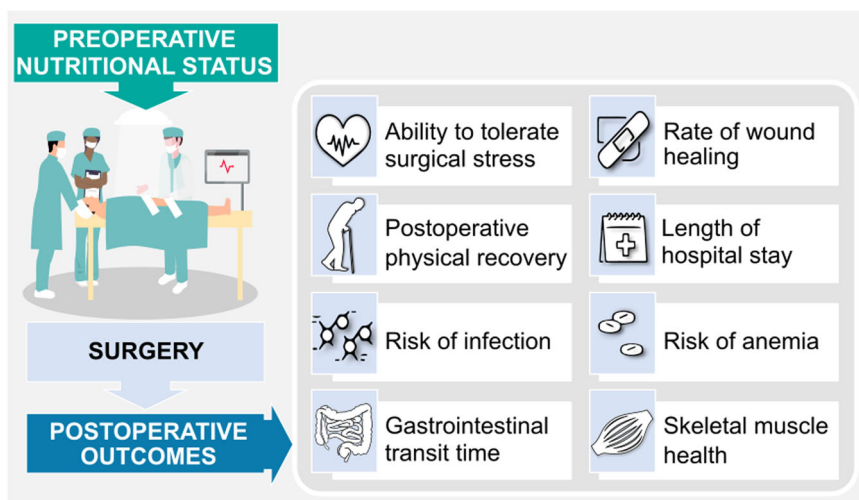 PREOPERATIVE
NUTRITIONAL STATUS
SURGERY
POSTOPERATIVE
OUTCOMES
Ability to tolerate
surgical stress
Rate of wound
healing
Postoperative
physical recovery
Length of
hospital stay
Risk of infection
Risk of anemia
Gastrointestinal
transit time
Skeletal muscle
health